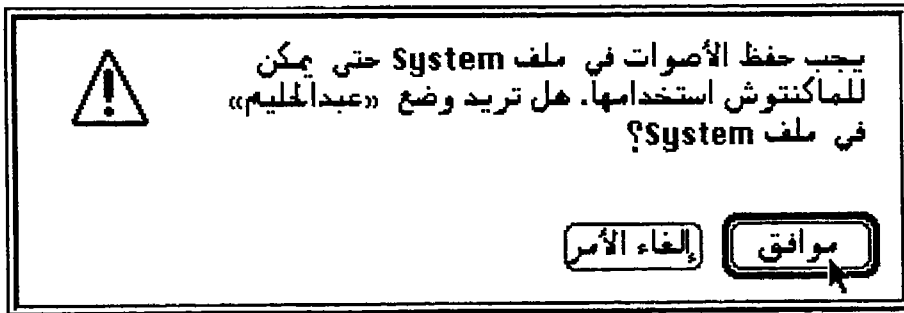 يجب حفظ الأصوات في ملف System حتى يمكن
للماكنتوش استخدامها. هل تريد وضع «عبدالحليم»
في ملف System؟
موافق
إلغاء الأمر